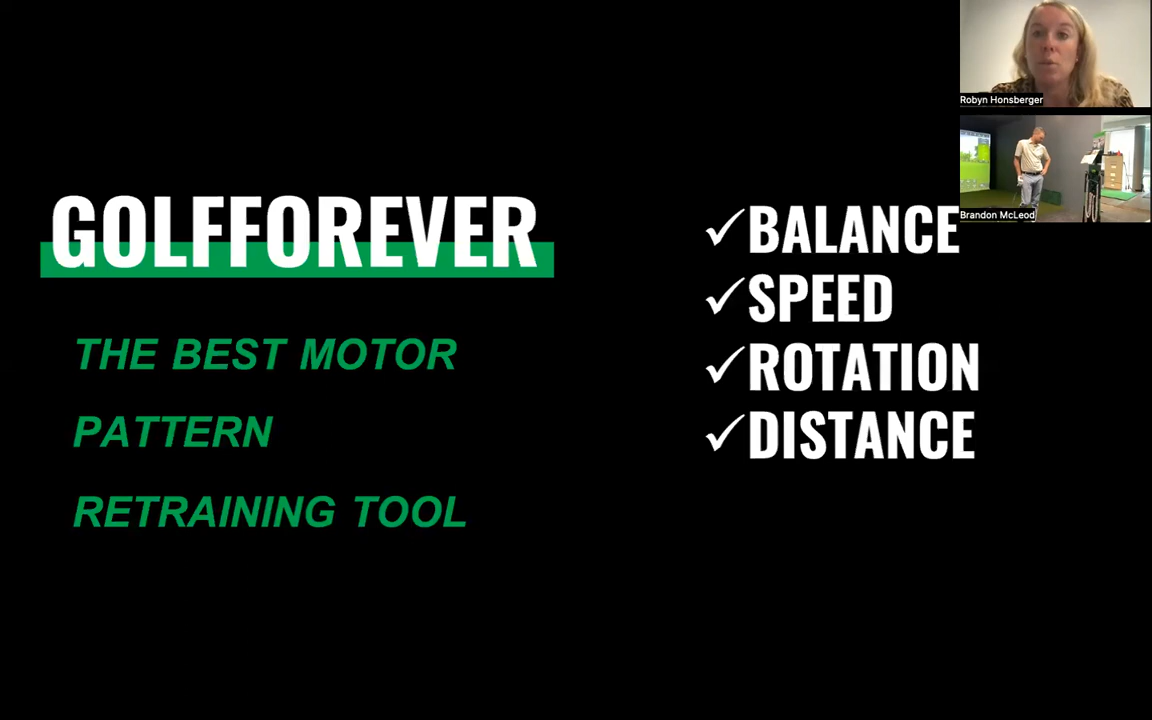 GOLFFOREVER
THE BEST MOTOR
PATTERN
RETRAINING TOOL
✓BALANCE
✓SPEED
✓ROTATION
✓DISTANCE
Robyn Honsberger
Brandon McLeod